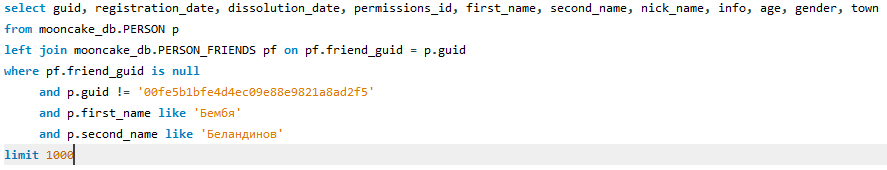 select guid, registration_date, dissolution_date, permissions_id, first_name, second_name, nick_name, info, age, gender, town
from mooncake_db.PERSON p
left join mooncake_db.PERSON_FRIENDS pf on pf.friend_guid = p.guid
where pf.friend_guid is null
and p.guid != '00fe5b1bfe4d4ec09e88e9821a8ad2f5'
and p.first_name like 'Бембя'
and p.second_name like 'Беландинов'
limit 1000